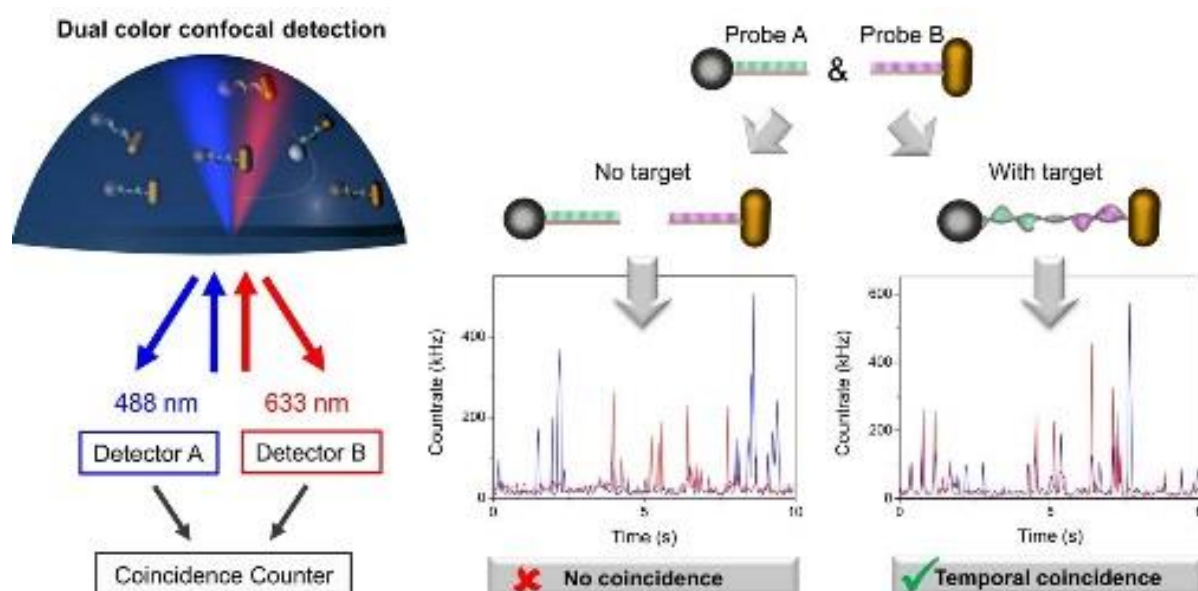 Dual color confocal detection
488 nm
633 nm
Detector A
Detector B
Coincidence Counter
Probe A
Probe B
&
No target
With target
Countrate (kHz)
400
200
0
0
5
10
Time (s)
No coincidence
Countrate (kHz)
600
400
200
0
0
5
Time (s)
Temporal coincidence